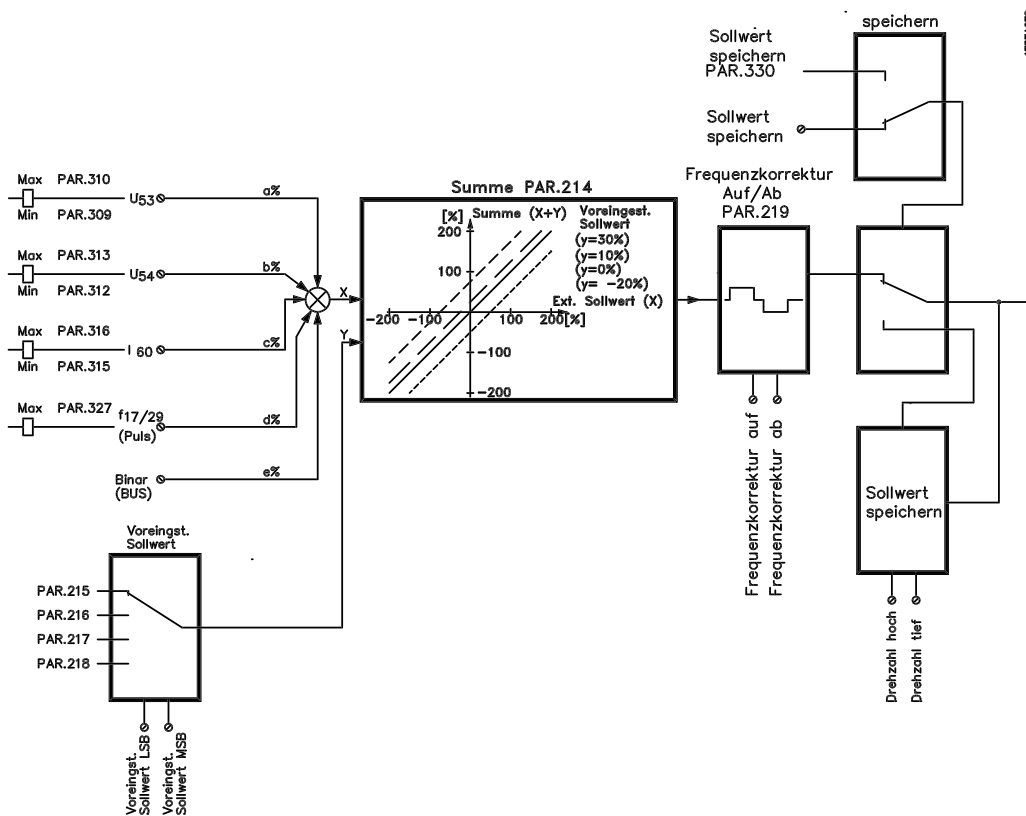 speichern
Sollwert
speichern
PAR.330
Sollwert
speichern
Max PAR.310
Min PAR.309
U53
a%
Max PAR.313
Min PAR.312
U54
b%
Max PAR.316
Min PAR.315
I 60
c%
Max PAR.327
f17/29
(Puls)
d%
Binar
(BUS)
e%
X
Y
Summe PAR.214
[%] Summe (X+Y)
200
100
-200 -100 100 200[%]
-100
-200
Voreingest.
Sollwert
(y=30%)
(y=10%)
(y=0%)
(y= -20%)
Ext. Sollwert (X)
Frequenzkorrektur
Auf/Ab
PAR.219
Frequenzkorrektur auf
Frequenzkorrektur ab
Sollwert
speichern
Drehzahl hoch
Drehzahl tief
Voreingst.
Sollwert
PAR.215
PAR.216
PAR.217
PAR.218
Voreingst.
Sollwert LSB
Voreingst.
Sollwert MSB